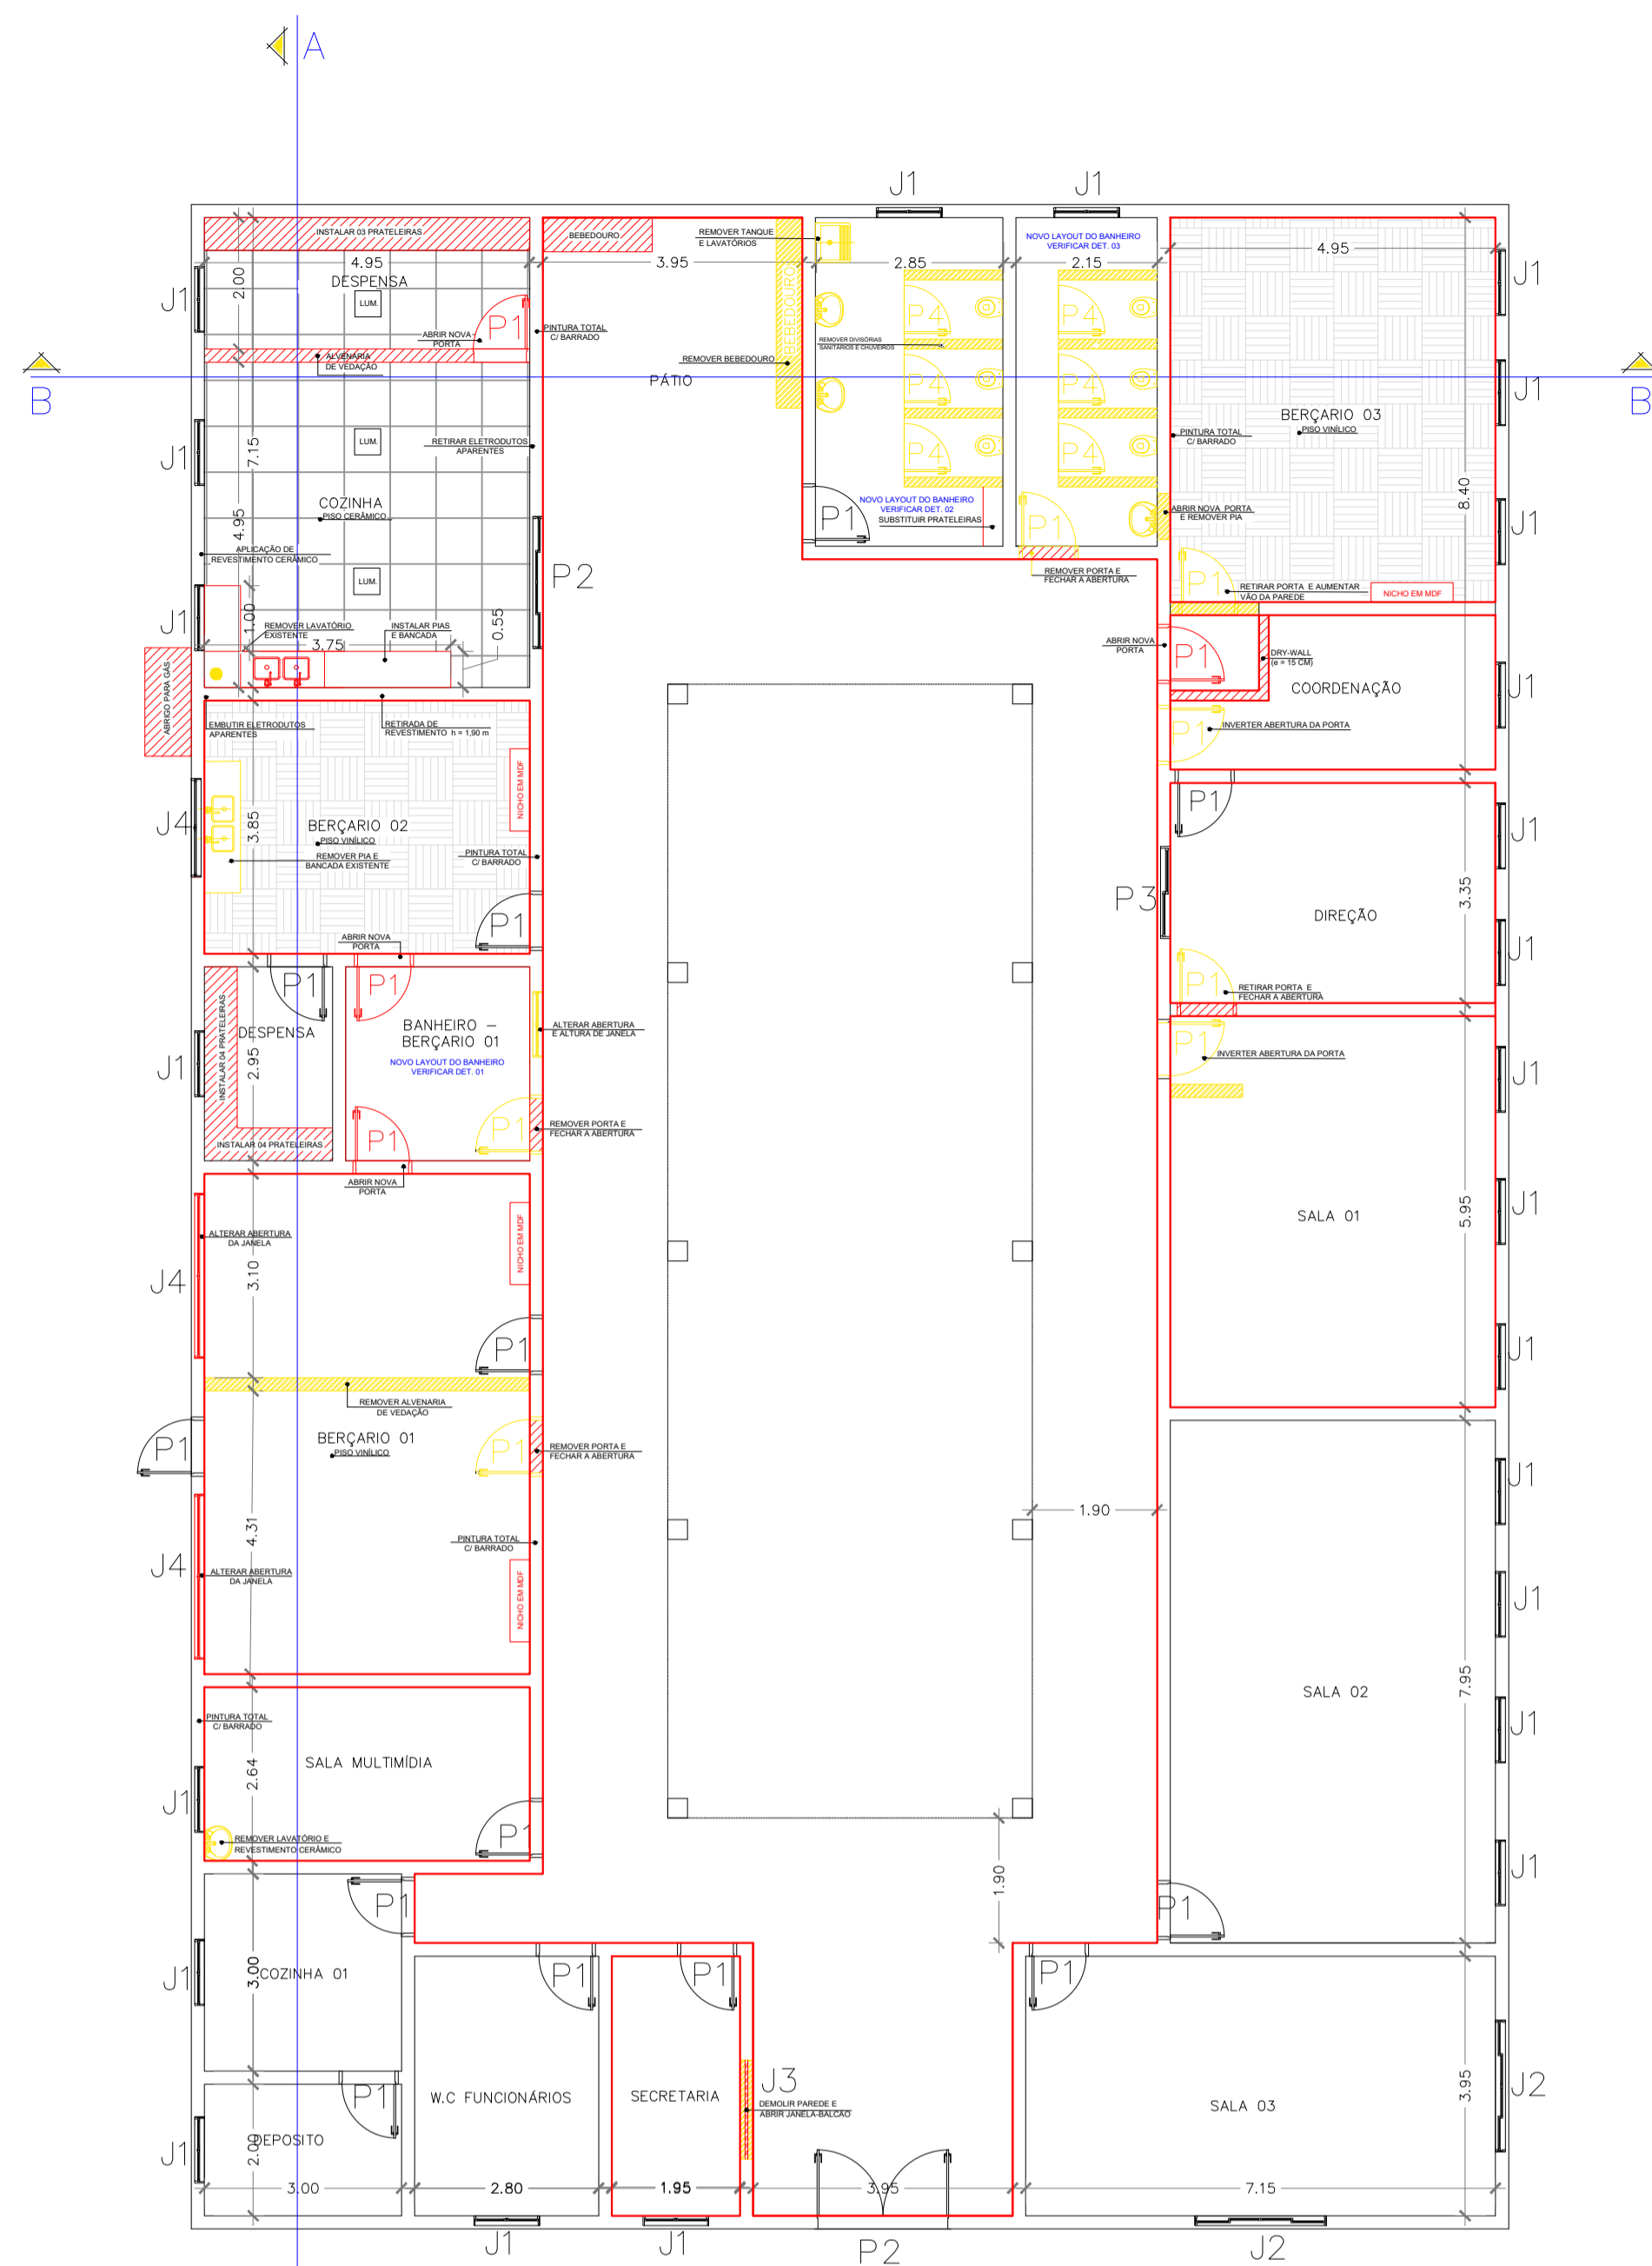 A
J1
J1
INSTALAR 03 PRATELEIRAS
BEBEDOURO
REMOVER TANQUE
E LAVATÓRIOS
NOVO LAYOUT DO BANHEIRO
VERIFICAR DET. 03
4.95
3.95
2.85
2.15
4.95
DESPENSA
LUM.
2.00
J1
J1
P1
ABRIR NOVA
PORTA
PINTURA TOTAL
C/ BARRADO
BEBEDOURO
P4
P4
REMOVER DIVISÓRIAS
SANITÁRIOS E CHUVEIROS
ALVENARIA
DE VEDAÇÃO
REMOVER BEBEDOURO
PÁTIO
B
B
P4
P4
J1
BERÇARIO 03
PISO VINÍLICO
PINTURA TOTAL
C/ BARRADO
LUM.
RETIRAR ELETRODUTOS
APARENTES
P4
P4
J1
7.15
4.95
COZINHA
PISO CERÂMICO
NOVO LAYOUT DO BANHEIRO
VERIFICAR DET. 02
SUBSTITUIR PRATELEIRAS
P1
P1
ABRIR NOVA PORTA
E REMOVER PIA
8.40
J1
APLICAÇÃO DE
REVESTIMENTO CERÂMICO
LUM.
P2
REMOVER PORTA E
FECHAR A ABERTURA
P1
RETIRAR PORTA E AUMENTAR
VÃO DA PAREDE
NICHO EM MDF
J1
1.00
REMOVER LAVATÓRIO
EXISTENTE
INSTALAR PIAS
E BANCADA
0.55
3.75
ABRIR NOVA
PORTA
P1
DRY-WALL
(e = 15 CM)
COORDENAÇÃO
J1
ABRIGO PARA GÁS
EMBUTIR ELETRODUTOS
APARENTES
RETIRADA DE
REVESTIMENTO h = 1,90 m
P1
INVERTER ABERTURA DA PORTA
NICHO EM MDF
P1
J4
3.85
BERÇARIO 02
PISO VINÍLICO
REMOVER PIA E
BANCADA EXISTENTE
PINTURA TOTAL
C/ BARRADO
J1
P3
3.35
DIREÇÃO
P1
ABRIR NOVA
PORTA
J1
P1
P1
P1
RETIRAR PORTA E
FECHAR A ABERTURA
INSTALAR 04 PRATELEIRAS
DESPENSA
BANHEIRO -
BERÇARIO 01
NOVO LAYOUT DO BANHEIRO
VERIFICAR DET. 01
ALTERAR ABERTURA
E ALTURA DE JANELA
P1
INVERTER ABERTURA DA PORTA
J1
2.95
J1
P1
P1
REMOVER PORTA E
FECHAR A ABERTURA
INSTALAR 04 PRATELEIRAS
ABRIR NOVA
PORTA
5.95
J1
SALA 01
ALTERAR ABERTURA
DA JANELA
NICHO EM MDF
J4
3.10
P1
J1
REMOVER ALVENARIA
DE VEDAÇÃO
P1
BERÇARIO 01
PISO VINÍLICO
P1
REMOVER PORTA E
FECHAR A ABERTURA
J1
1.90
4.31
PINTURA TOTAL
C/ BARRADO
J4
ALTERAR ABERTURA
DA JANELA
NICHO EM MDF
J1
7.95
SALA 02
PINTURA TOTAL
C/ BARRADO
J1
SALA MULTIMÍDIA
2.64
J1
P1
REMOVER LAVATÓRIO E
REVESTIMENTO CERÂMICO
J1
1.90
P1
P1
J1
3.00
COZINHA 01
P1
P1
P1
P1
J3
DEMOLIR PAREDE E
ABRIR JANELA-BALCÃO
W.C FUNCIONÁRIOS
SECRETARIA
SALA 03
3.95
J2
J1
2.00
DEPOSITO
3.00
2.80
1.95
3.95
7.15
J1
J1
P2
J2